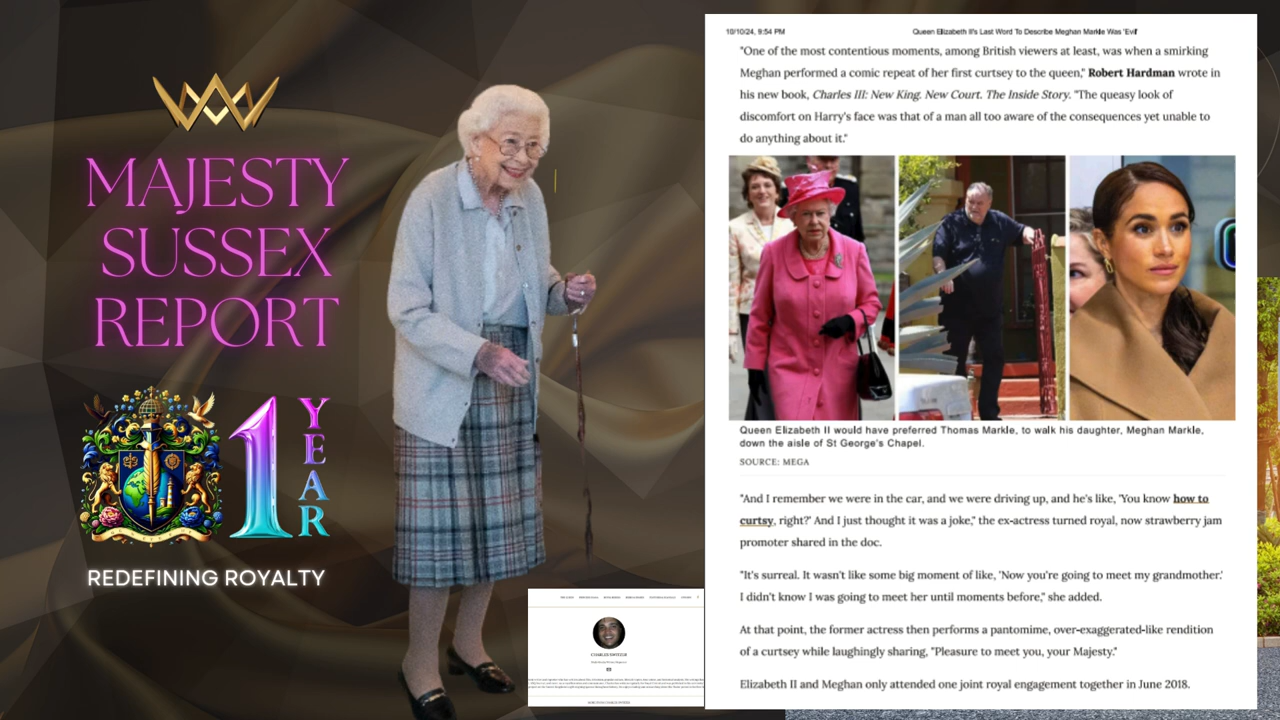 MAJESTY
SUSSEX
REPORT
1 YEAR
REDEFINING ROYALTY
CHARLES SWITZER
10/10/24, 9:54 PM
Queen Elizabeth II's Last Word To Describe Meghan Markle Was 'Evil'
"One of the most contentious moments, among British viewers at least, was when a smirking
Meghan performed a comic repeat of her first curtsey to the queen," Robert Hardman wrote in
his new book, Charles III: New King. New Court. The Inside Story. "The queasy look of
discomfort on Harry's face was that of a man all too aware of the consequences yet unable to
do anything about it."
Queen Elizabeth II would have preferred Thomas Markle, to walk his daughter, Meghan Markle,
down the aisle of St George's Chapel.
SOURCE: MEGA
"And I remember we were in the car, and we were driving up, and he's like, 'You know how to
curtsy, right?' And I just thought it was a joke," the ex-actress turned royal, now strawberry jam
promoter shared in the doc.
"It's surreal. It wasn't like some big moment of like, 'Now you're going to meet my grandmother.'
I didn't know I was going to meet her until moments before," she added.
At that point, the former actress then performs a pantomime, over-exaggerated-like rendition
of a curtsey while laughingly sharing, "Pleasure to meet you, your Majesty."
Elizabeth II and Meghan only attended one joint royal engagement together in June 2018.